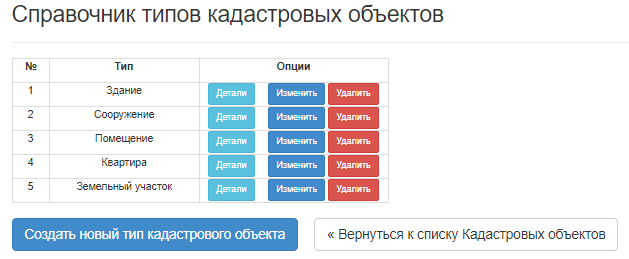 Справочник типов кадастровых объектов
№ Тип Опции
1 Здание Детали Изменить Удалить
2 Сооружение Детали Изменить Удалить
3 Помещение Детали Изменить Удалить
4 Квартира Детали Изменить Удалить
5 Земельный участок Детали Изменить Удалить
Создать новый тип кадастрового объекта « Вернуться к списку Кадастровых объектов